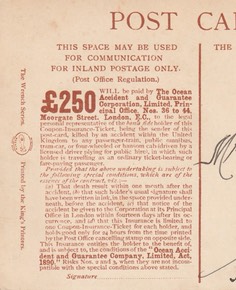 POST CA
THIS SPACE MAY BE USED
FOR COMMUNICATION
FOR INLAND POSTAGE ONLY.
(Post Office Regulation.)
THE
£250 WILL be paid by The Ocean
Accident and Guarantee
Corporation, Limited, Prin-
cipal Office, Nos. 36 to 44,
Moorgate Street, London, E.C., to the legal
personal representative of the bonâ fide holder of this
Coupon-Insurance-Ticket, being the sender of this
post-card, killed by an accident within the United
Kingdom to any passenger-train, public omnibus,
tram-car, or four-wheeled or hansom cab driven by a
licensed driver plying for public hire, in which such
holder is travelling as an ordinary ticket-bearing or
fare-paying passenger.
Provided that the above undertaking is subject to
the following special conditions, which are of the
essence of the contract, viz.:—
(a) That death result within one month after the
accident, (b) that such holder's usual signature shall
have been written in ink, in the space provided under-
neath, before the accident, (c) that notice of the
accident be given to the Corporation at its Principal
Office in London within fourteen days after its occur-
rence, and (d) that this Insurance is limited to
one Coupon-Insurance-Ticket for each holder, and
holds good only for 24 hours from the time printed
by the Post Office cancelling stamp on opposite side.
This Insurance entitles the holder to the benefit of,
and is subject to, the conditions of the "Ocean Acci-
dent and Guarantee Company, Limited, Act,
1890," Risks Nos. 2 and 3, when they are not incom-
patible with the special conditions above stated.
Signature
The Wrench Series.
Printed by the King's Printers.